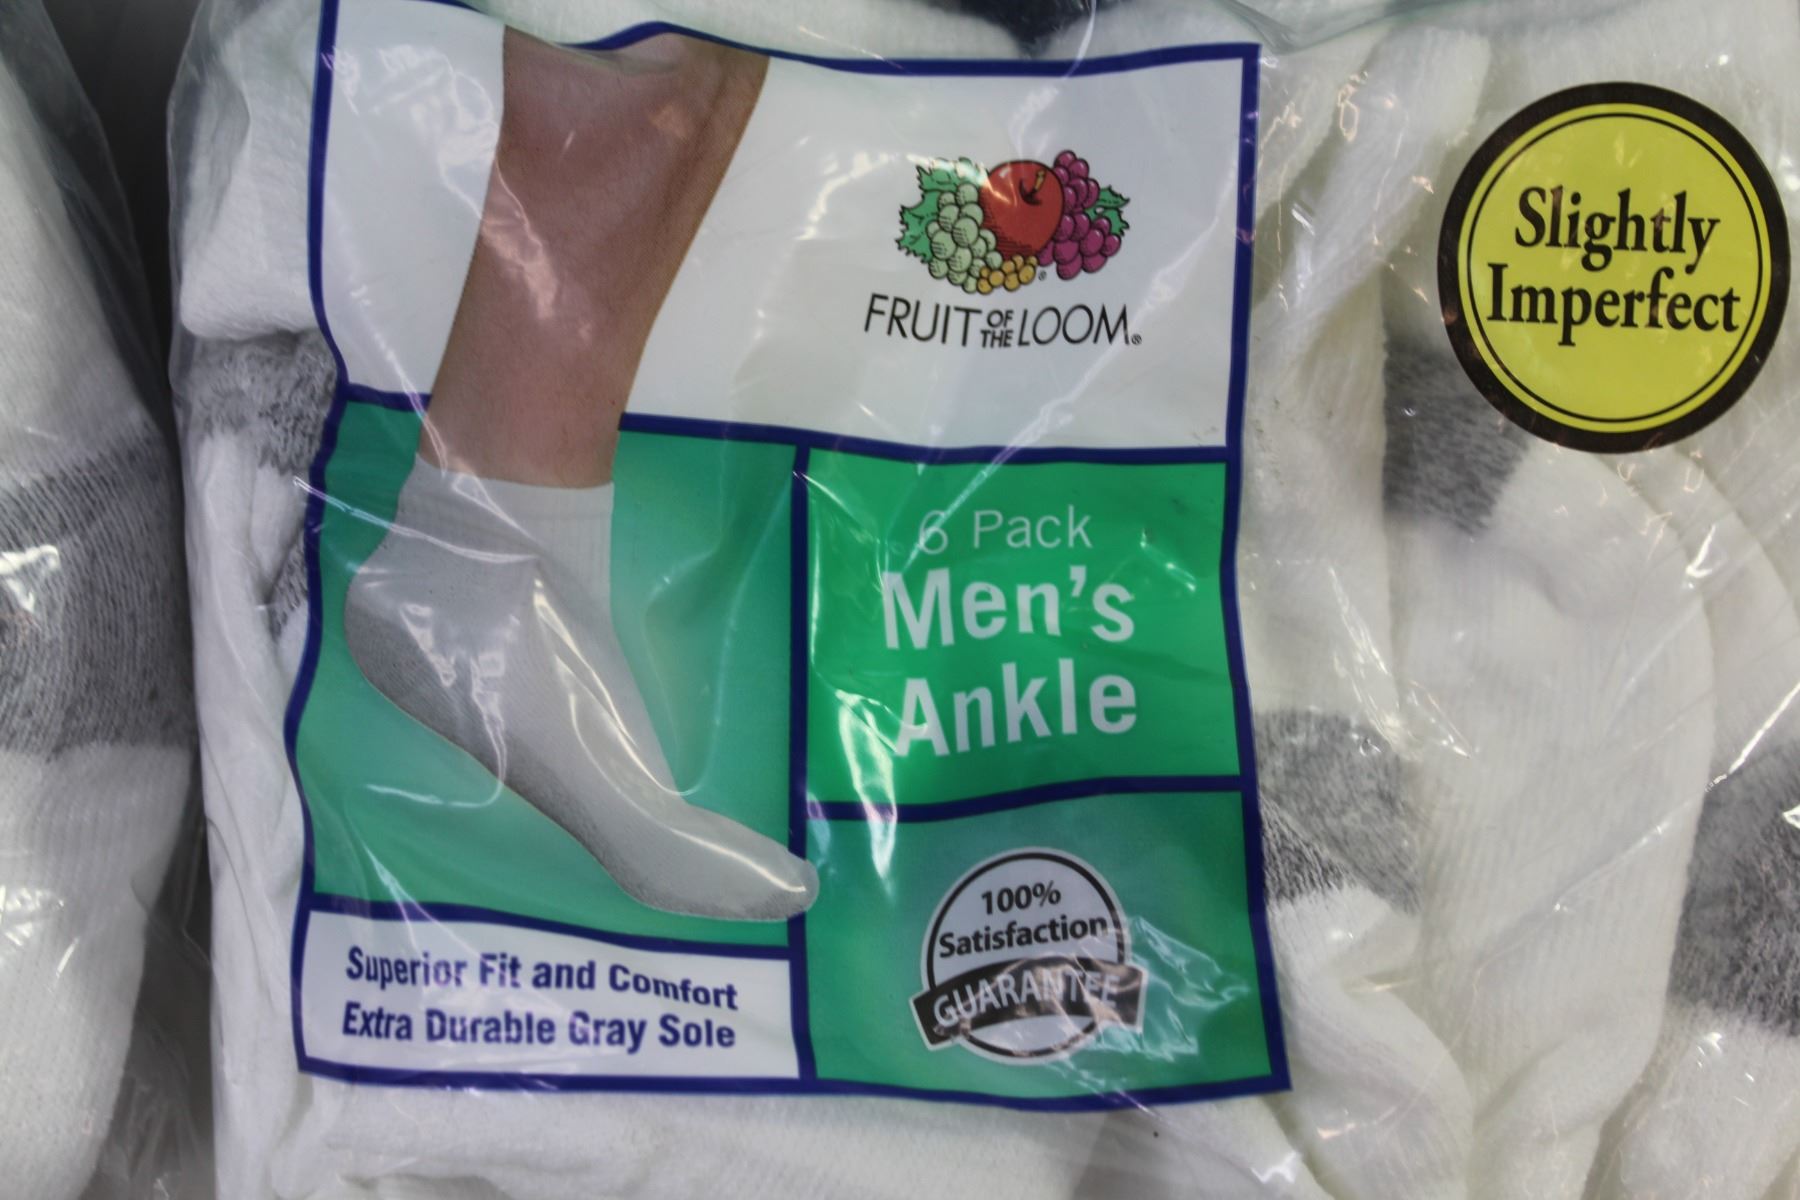 FRUIT OF THE LOOM®
Slightly
Imperfect
6 Pack
Men's
Ankle
100%
Satisfaction
GUARANTEE
Superior Fit and Comfort
Extra Durable Gray Sole